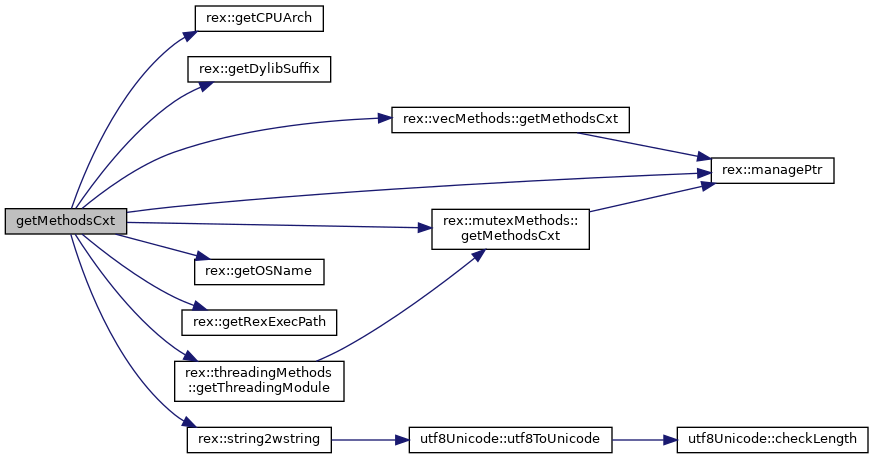 rex::getCPUArch
rex::getDylibSuffix
rex::vecMethods::getMethodsCxt
rex::managePtr
getMethodsCxt
rex::mutexMethods::
getMethodsCxt
rex::getOSName
rex::getRexExecPath
rex::threadingMethods
::getThreadingModule
rex::string2wstring
utf8Unicode::utf8ToUnicode
utf8Unicode::checkLength